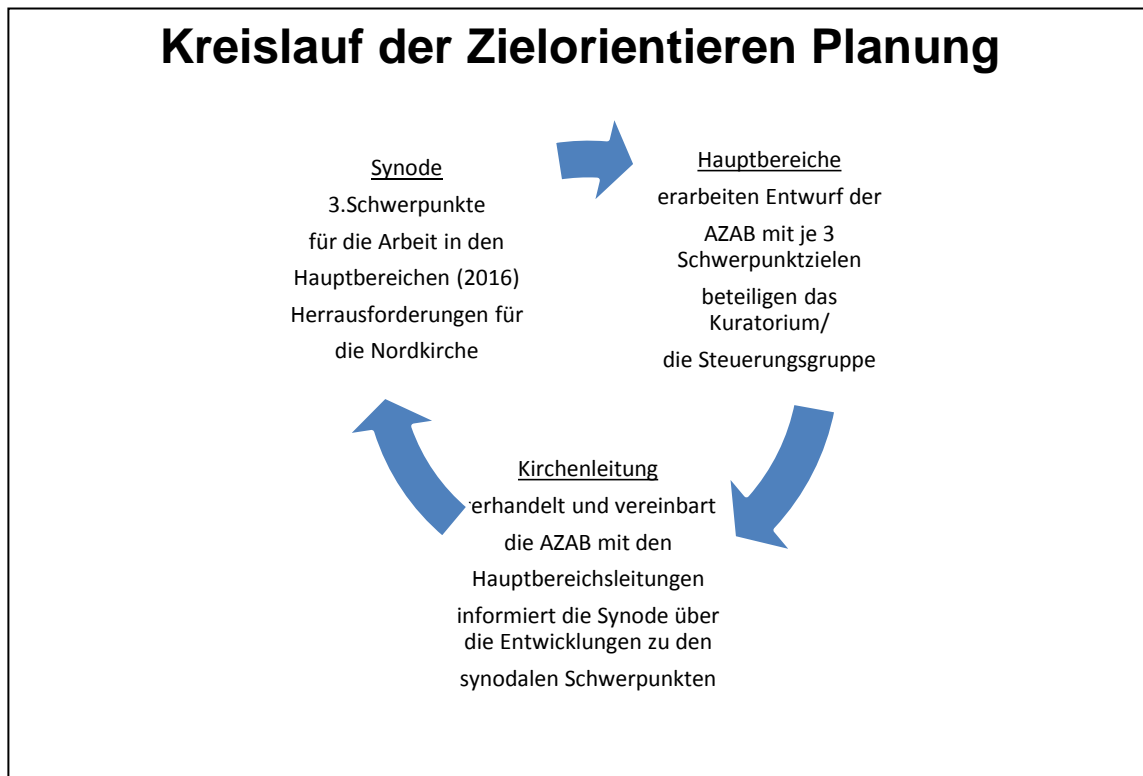 Kreislauf der Zielorientieren Planung
Synode
3.Schwerpunkte
für die Arbeit in den
Hauptbereichen (2016)
Herrausforderungen für
die Nordkirche
Hauptbereiche
erarbeiten Entwurf der
AZAB mit je 3
Schwerpunktzielen
beteiligen das
Kuratorium/
die Steuerungsgruppe
Kirchenleitung
erhandelt und vereinbart
die AZAB mit den
Hauptbereichsleitungen
informiert die Synode über
die Entwicklungen zu den
synodalen Schwerpunkten